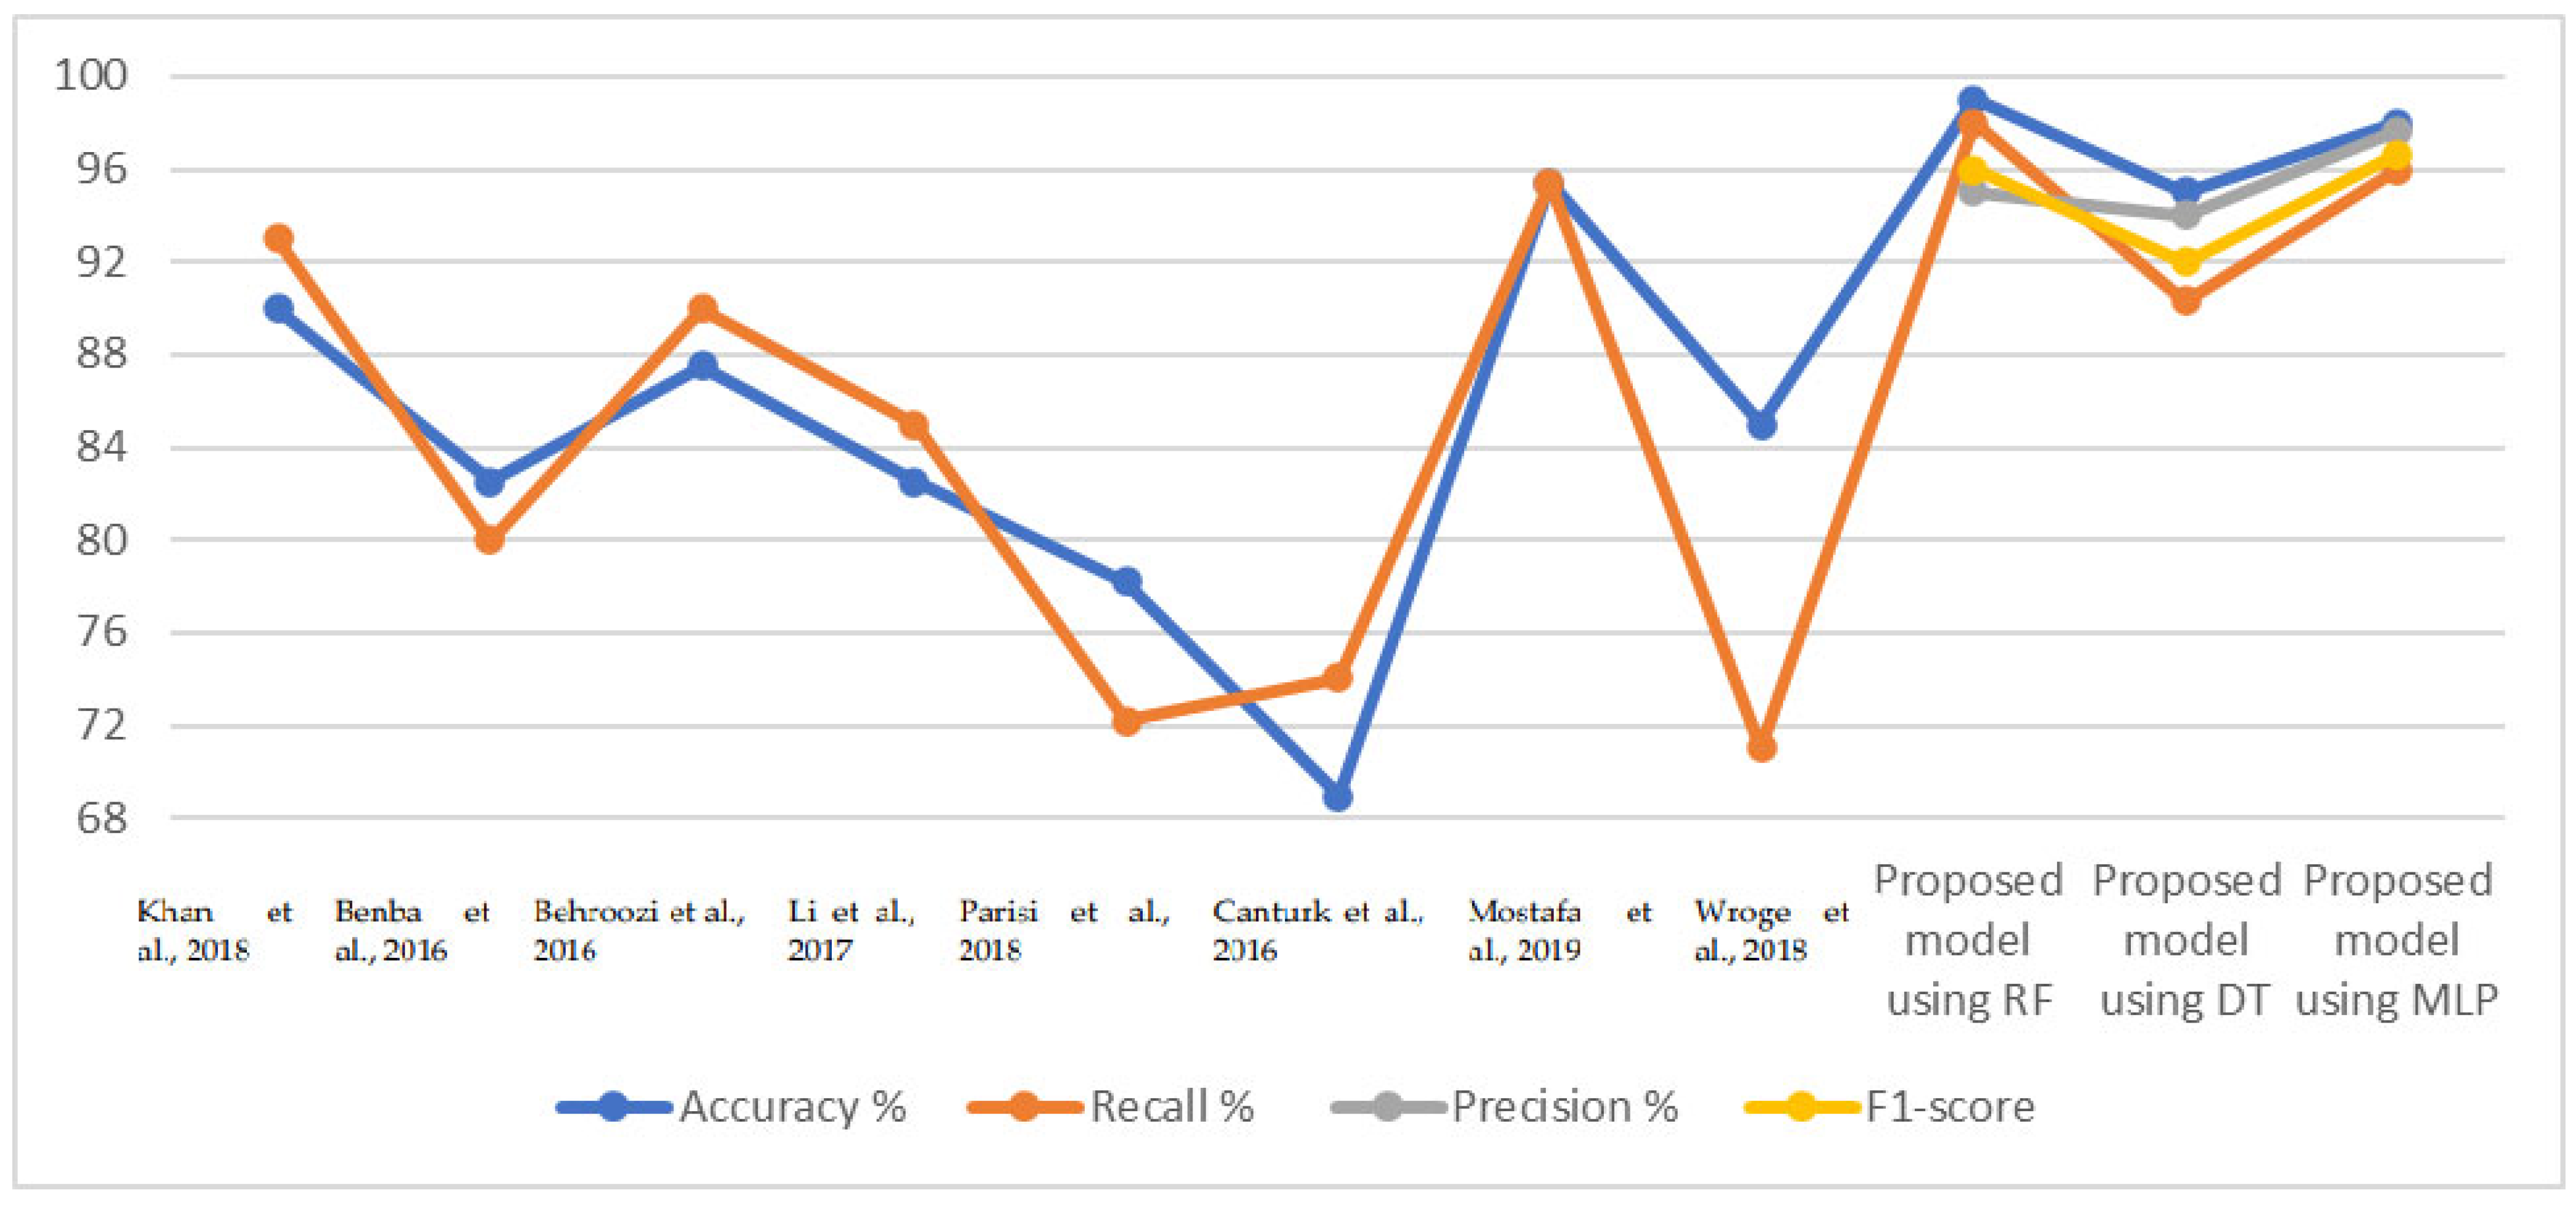 100
96
92
88
84
80
76
72
68
Khan et
al., 2018
Benba et
al., 2016
Behroozi et al.,
2016
Li et al.,
2017
Parisi et al.,
2018
Canturk et al.,
2016
Mostafa et
al., 2019
Wroge et
al., 2018
Proposed
model
using RF
Proposed
model
using DT
Proposed
model
using MLP
Accuracy %
Recall %
Precision %
F1-score